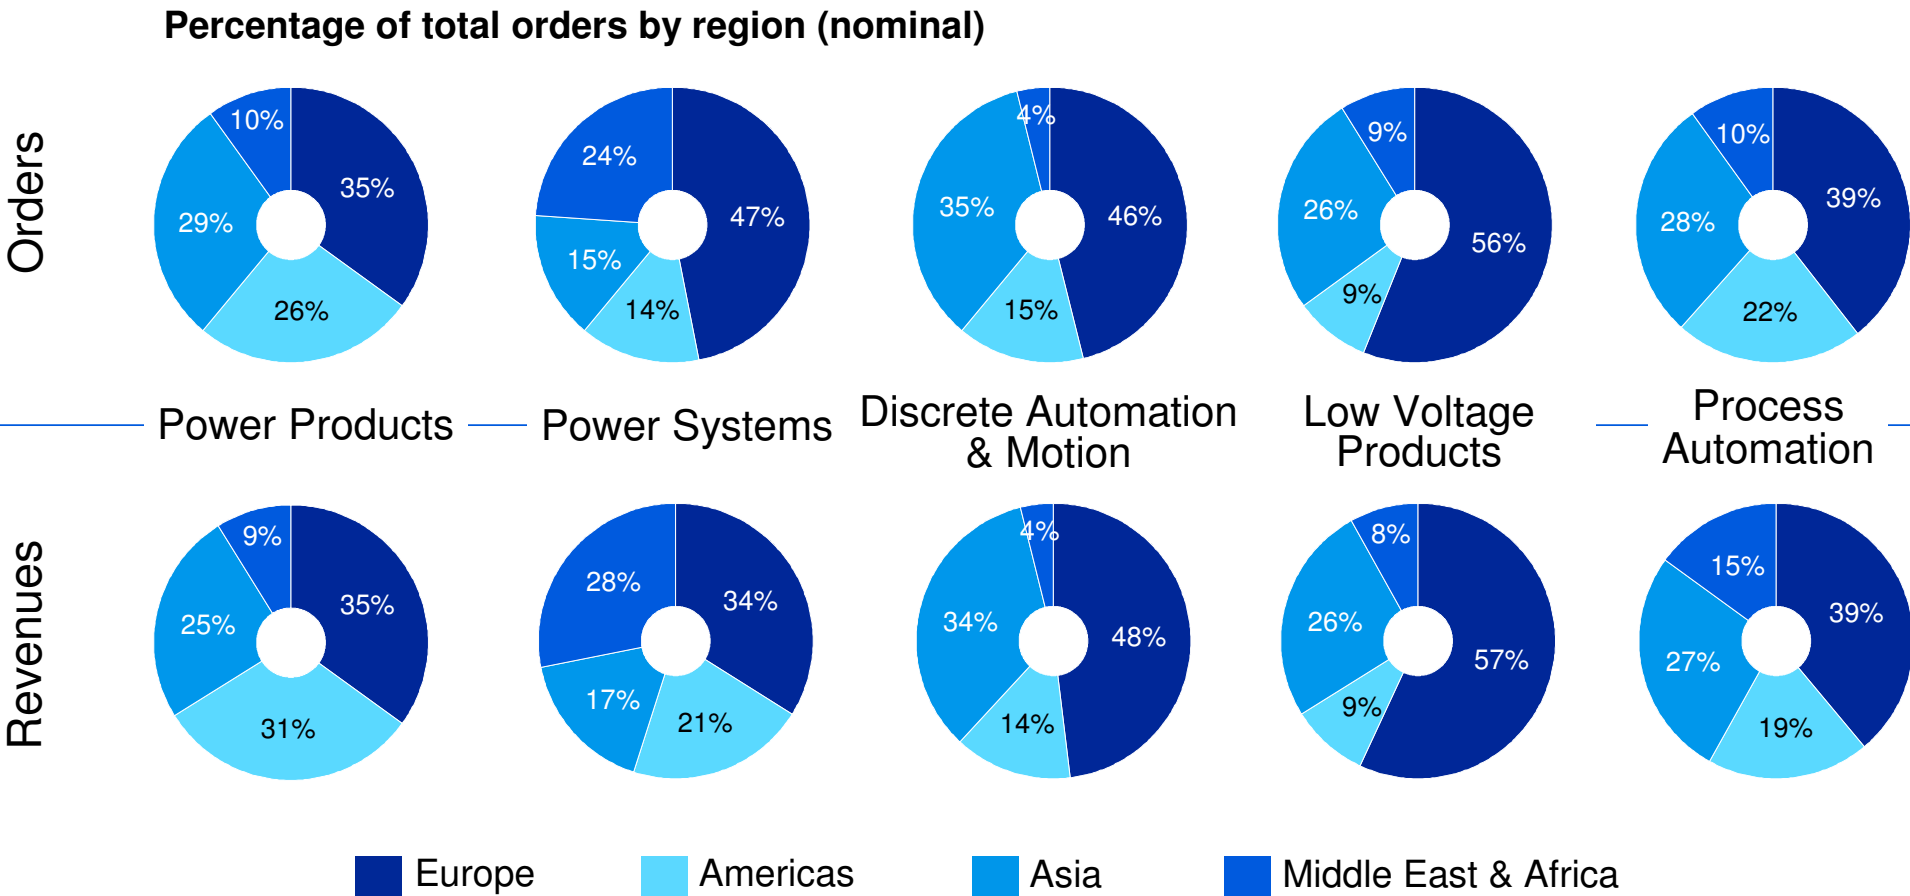 Percentage of total orders by region (nominal)
Orders
10%
35%
29%
26%
24%
47%
15%
14%
4%
35%
46%
15%
9%
26%
56%
9%
10%
39%
28%
22%
Power Products
Power Systems
Discrete Automation
& Motion
Low Voltage
Products
Process
Automation
Revenues
9%
35%
25%
31%
28%
34%
17%
21%
4%
34%
48%
14%
8%
26%
57%
9%
15%
39%
27%
19%
Europe
Americas
Asia
Middle East & Africa